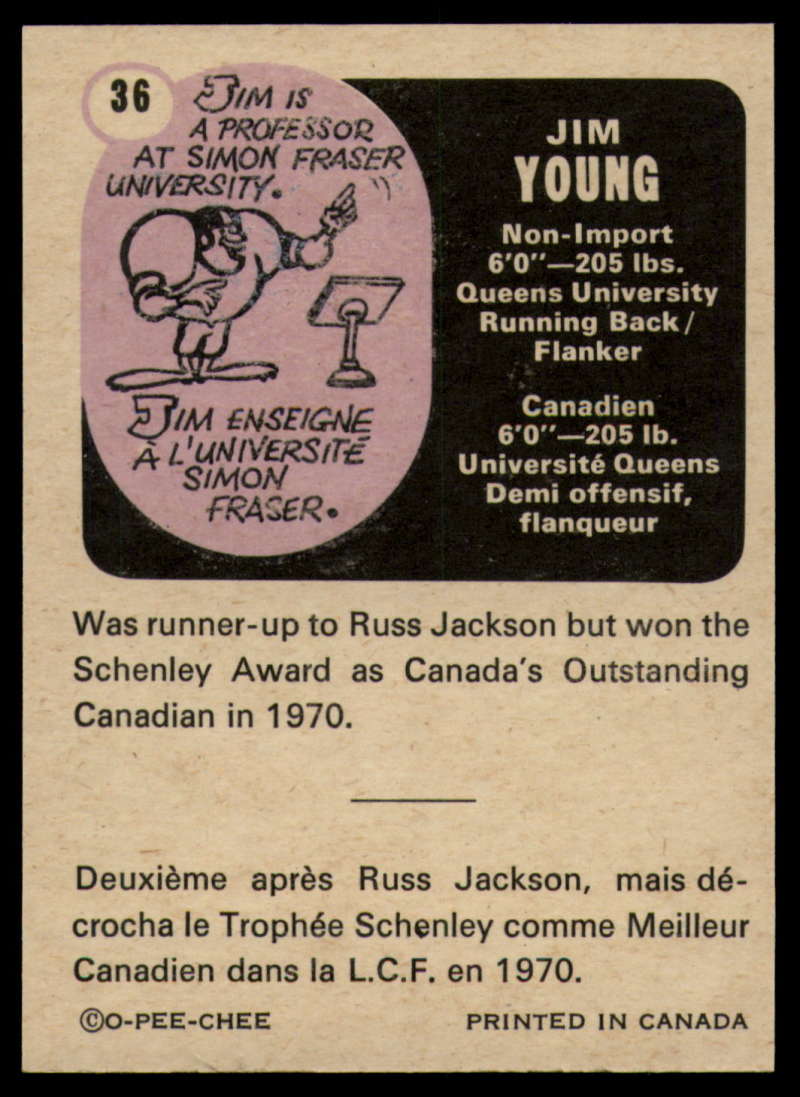 36
JIM IS
A PROFESSOR
AT SIMON FRASER
UNIVERSITY.
JIM ENSEIGNE
À L'UNIVERSITÉ
SIMON
FRASER.
JIM
YOUNG
Non-Import
6'0"—205 lbs.
Queens University
Running Back/
Flanker
Canadien
6'0"—205 lb.
Université Queens
Demi offensif,
flanqueur
Was runner-up to Russ Jackson but won the
Schenley Award as Canada's Outstanding
Canadian in 1970.
Deuxième après Russ Jackson, mais dé-
crocha le Trophée Schenley comme Meilleur
Canadien dans la L.C.F. en 1970.
©O-PEE-CHEE
PRINTED IN CANADA